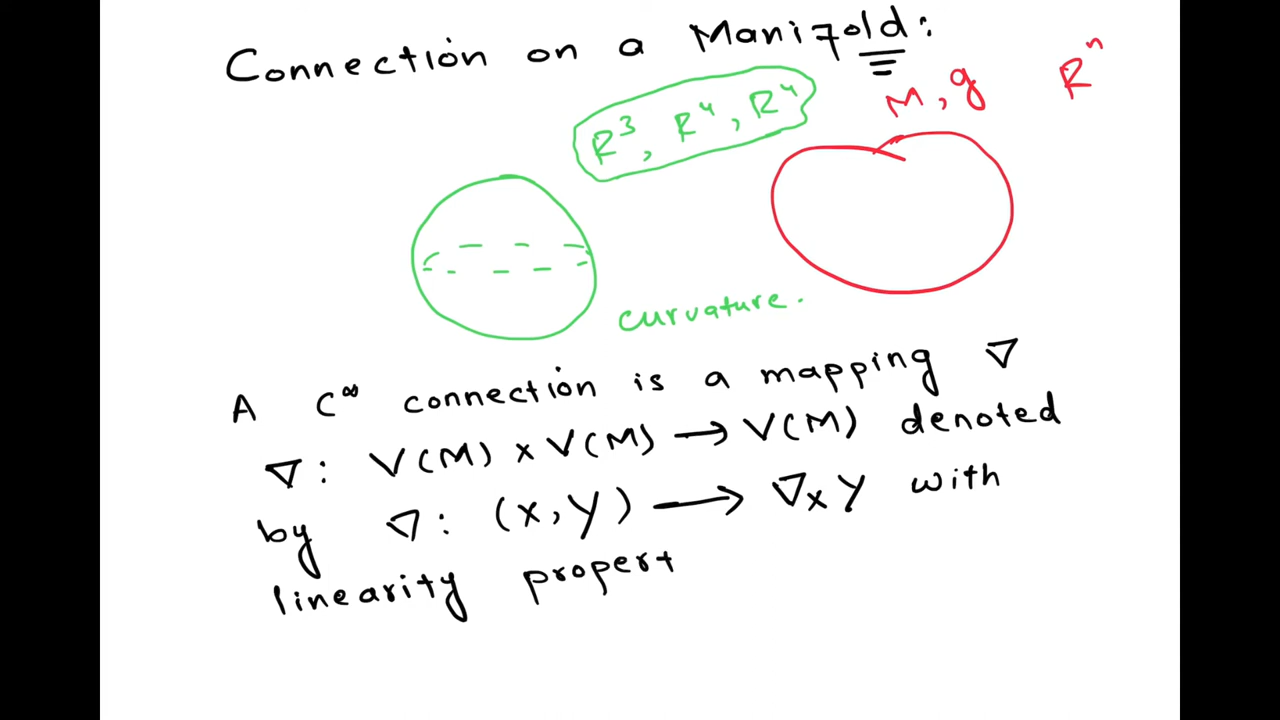 Connection on a Manifold:
M, g R^n
R^3, R^4, R^4
curvature.
A C^∞ connection is a mapping ∇
∇: V(M) × V(M) → V(M) denoted
by ∇: (X, Y) → ∇_X Y with
linearity propert